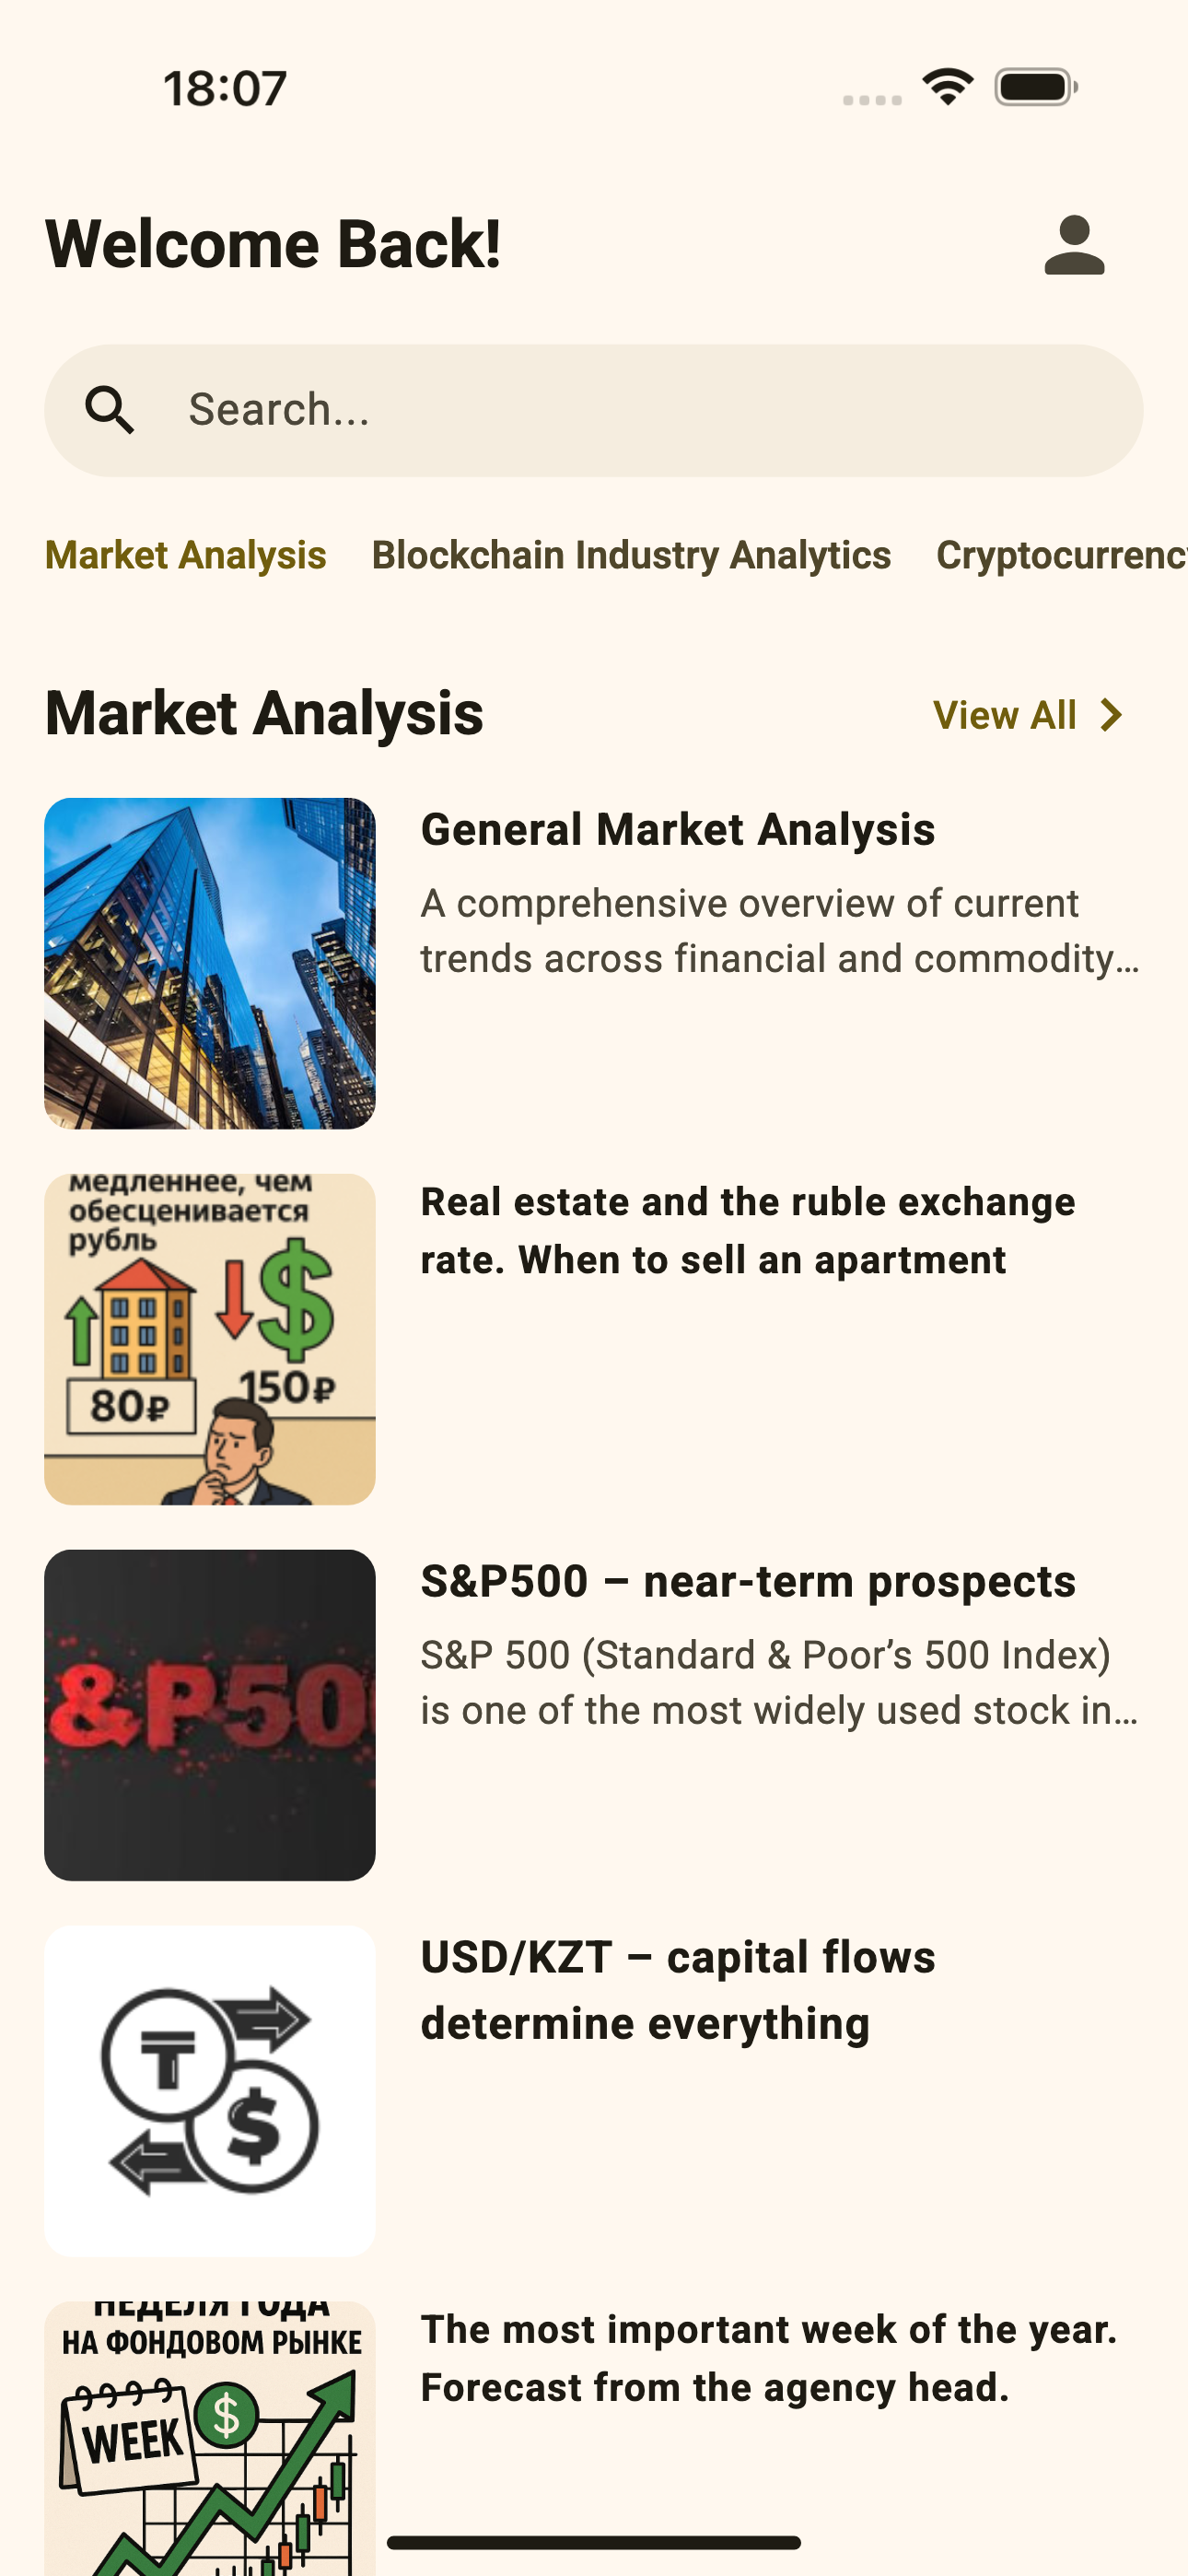 18:07
Welcome Back!
Search...
Market Analysis Blockchain Industry Analytics
Market Analysis
View All
General Market Analysis
A comprehensive overview of current
trends across financial and commodity…
медленнее, чем
обесценивается
рубль
80₽
150₽
Real estate and the ruble exchange
rate. When to sell an apartment
&P50
S&P500 – near-term prospects
S&P 500 (Standard & Poor’s 500 Index)
is one of the most widely used stock in…
₸
$
USD/KZT – capital flows
determine everything
НЕДЕЛЯ ГОДА
НА ФОНДОВОМ РЫНКЕ
WEEK
$
The most important week of the year.
Forecast from the agency head.